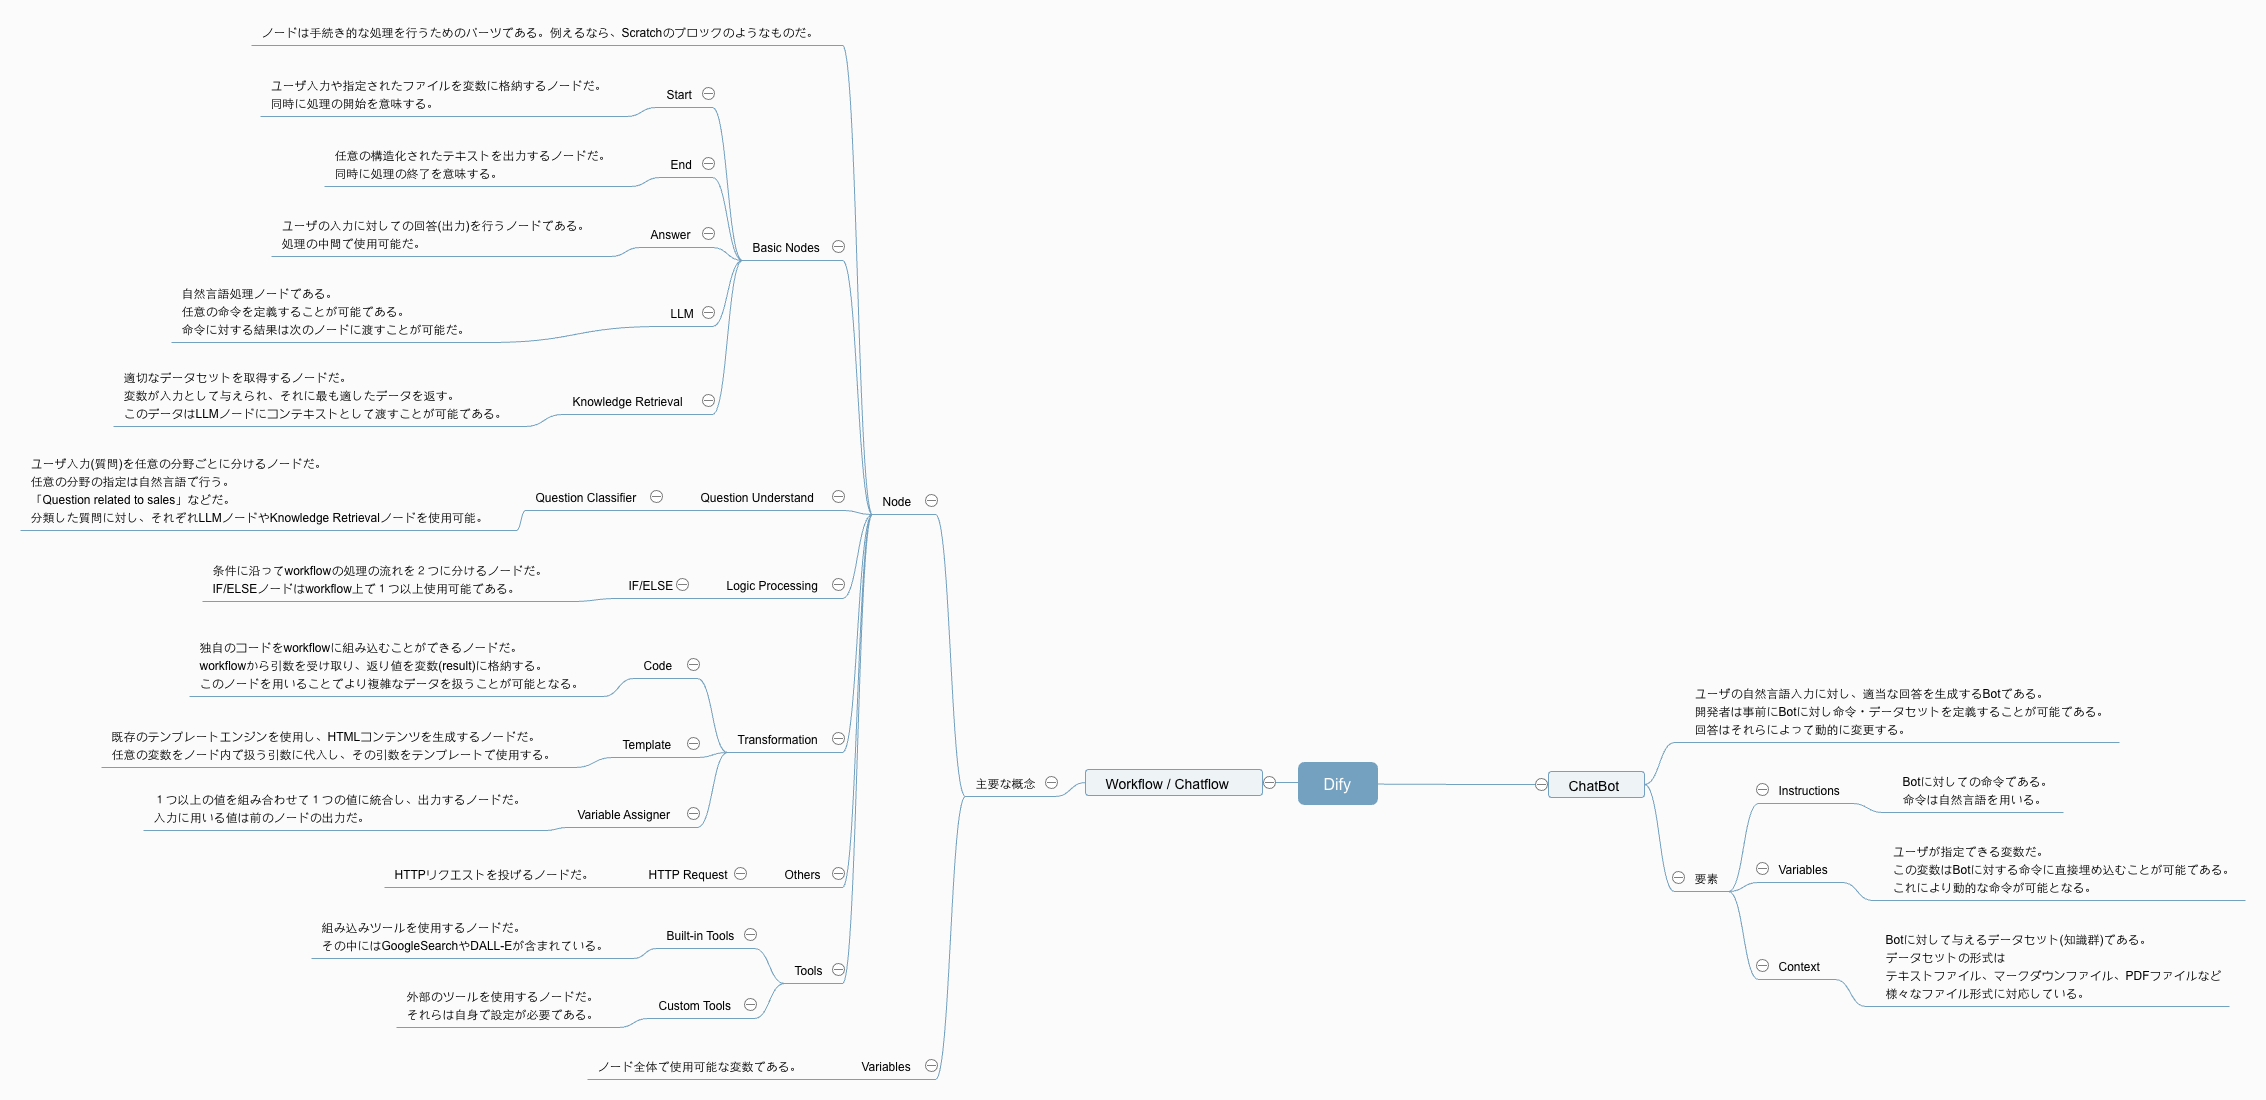 ノードは手続き的な処理を行うためのパーツである。例えるなら、Scratchのブロックのようなものだ。
ユーザ入力や指定されたファイルを変数に格納するノードだ。
同時に処理の開始を意味する。
Start
任意の構造化されたテキストを出力するノードだ。
同時に処理の終了を意味する。
End
ユーザの入力に対しての回答(出力)を行うノードである。
処理の中間で使用可能だ。
Answer
Basic Nodes
自然言語処理ノードである。
任意の命令を定義することが可能である。
命令に対する結果は次のノードに渡すことが可能だ。
LLM
適切なデータセットを取得するノードだ。
変数が入力として与えられ、それに最も適したデータを返す。
このデータはLLMノードにコンテキストとして渡すことが可能である。
Knowledge Retrieval
ユーザ入力(質問)を任意の分野ごとに分けるノードだ。
任意の分野の指定は自然言語で行う。
「Question related to sales」などだ。
分類した質問に対し、それぞれLLMノードやKnowledge Retrievalノードを使用可能。
Question Classifier
Question Understand
Node
条件に沿ってworkflowの処理の流れを２つに分けるノードだ。
IF/ELSEノードはworkflow上で１つ以上使用可能である。
IF/ELSE
Logic Processing
独自のコードをworkflowに組み込むことができるノードだ。
workflowから引数を受け取り、返り値を変数(result)に格納する。
このノードを用いることでより複雑なデータを扱うことが可能となる。
Code
既存のテンプレートエンジンを使用し、HTMLコンテンツを生成するノードだ。
任意の変数をノード内で扱う引数に代入し、その引数をテンプレートで使用する。
Template
Transformation
１つ以上の値を組み合わせて１つの値に統合し、出力するノードだ。
入力に用いる値は前のノードの出力だ。
Variable Assigner
HTTPリクエストを投げるノードだ。
HTTP Request
Others
組み込みツールを使用するノードだ。
その中にはGoogleSearchやDALL-Eが含まれている。
Built-in Tools
Tools
外部のツールを使用するノードだ。
それらは自身で設定が必要である。
Custom Tools
ノード全体で使用可能な変数である。
Variables
主要な概念
Workflow / Chatflow
Dify
ChatBot
ユーザの自然言語入力に対し、適当な回答を生成するBotである。
開発者は事前にBotに対し命令・データセットを定義することが可能である。
回答はそれらによって動的に変更する。
要素
Instructions
Botに対しての命令である。
命令は自然言語を用いる。
Variables
ユーザが指定できる変数だ。
この変数はBotに対する命令に直接埋め込むことが可能である。
これにより動的な命令が可能となる。
Context
Botに対して与えるデータセット(知識群)である。
データセットの形式は
テキストファイル、マークダウンファイル、PDFファイルなど
様々なファイル形式に対応している。